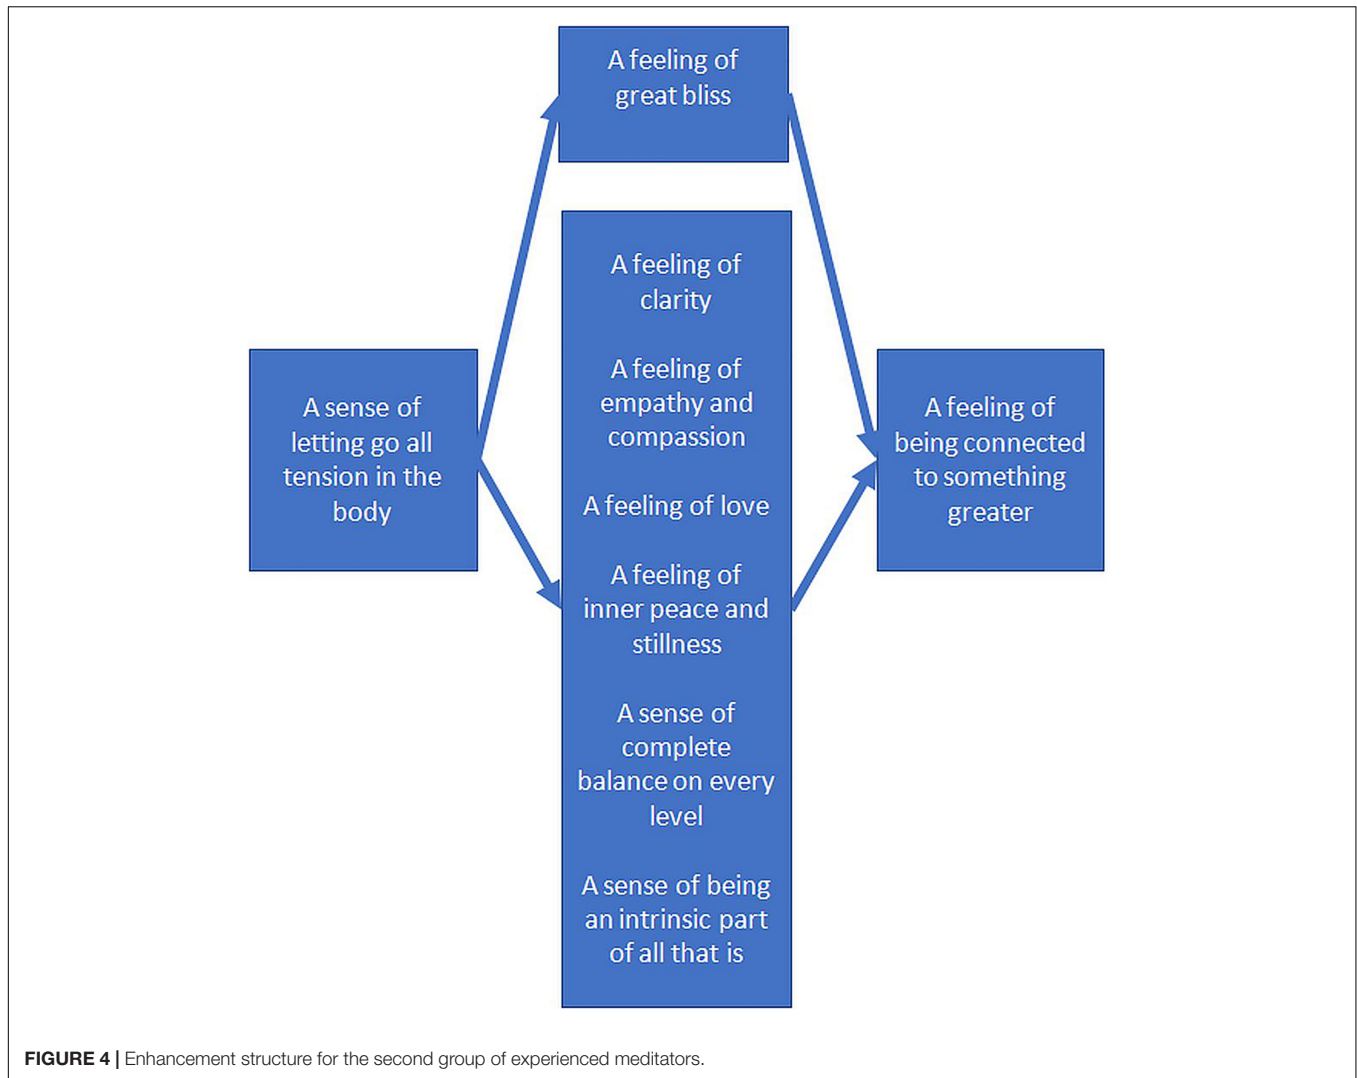 A feeling of
great bliss
A sense of
letting go all
tension in the
body
A feeling of
clarity
A feeling of
empathy and
compassion
A feeling of love
A feeling of
inner peace and
stillness
A sense of
complete
balance on every
level
A sense of being
an intrinsic part
of all that is
A feeling of
being connected
to something
greater
FIGURE 4 | Enhancement structure for the second group of experienced meditators.